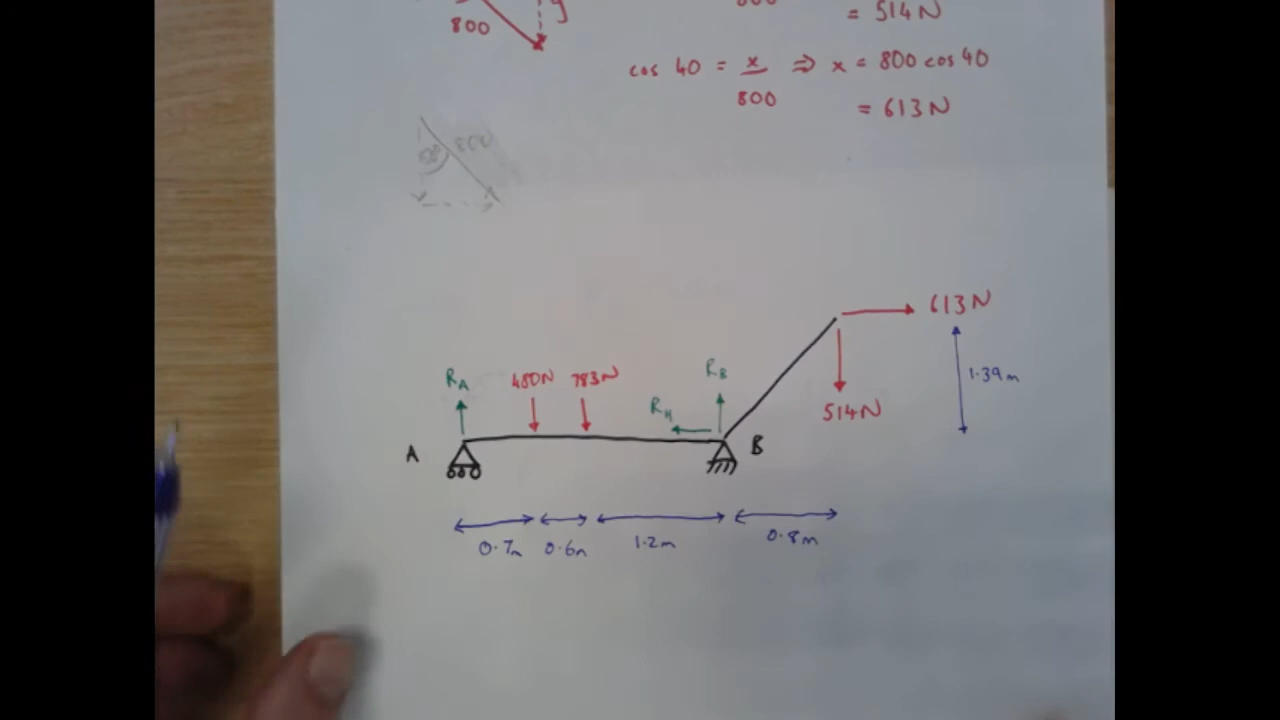 800
y
800
= 514N
cos 40 = x/800 ⇒ x = 800 cos 40
= 613N
613N
1.39m
RA
480N
783N
RH
RB
514N
A
B
0.7m
0.6m
1.2m
0.8m